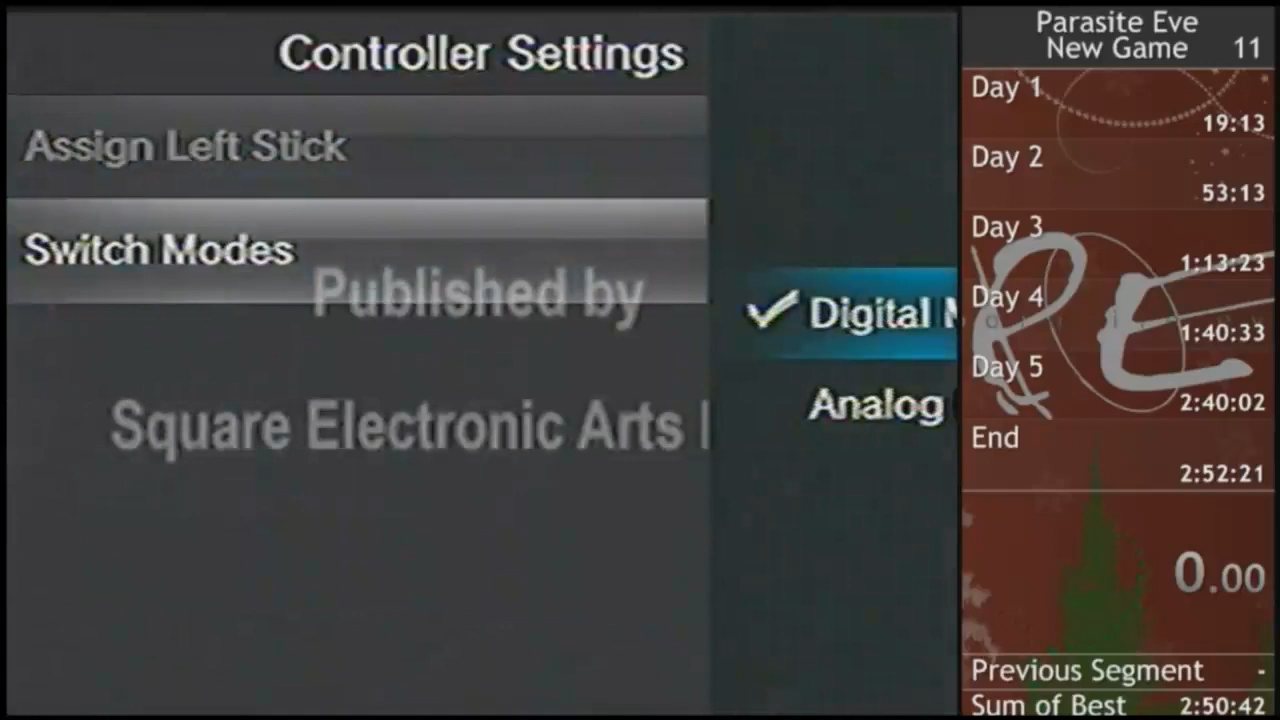 Controller Settings
Assign Left Stick
Switch Modes
Published by
Square Electronic Arts
Digital
Analog
Parasite Eve
New Game 11
Day 1
19:13
Day 2
53:13
Day 3
1:13:23
Day 4
1:40:33
Day 5
2:40:02
End
2:52:21
PE
0.00
Previous Segment -
Sum of Best 2:50:42